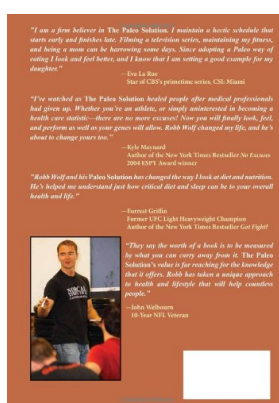 "I am a firm believer in The Paleo Solution. I maintain a hectic schedule that
starts early and finishes late. Filming a television series, maintaining my fitness,
and being a mom can be harrowing some days. Since adopting a Paleo way of
eating I look and feel better, and I know that I am setting a good example for my
daughter."
—Eva La Rue
Star of CBS's primetime series, CSI: Miami
"I've watched as The Paleo Solution healed people after medical professionals
had given up. Whether you're an athlete, or simply uninterested in becoming a
health care statistic—there are no more excuses! Now you will finally look, feel,
and perform as well as your genes will allow. Robb Wolf changed my life, and he's
about to change yours too."
—Kyle Maynard
Author of the New York Times Bestseller No Excuses
2004 ESPY Award winner
"Robb Wolf and his Paleo Solution has changed the way I look at diet and nutrition.
He's helped me understand just how critical diet and sleep can be to your overall
health and life."
—Forrest Griffin
Former UFC Light Heavyweight Champion
Author of the New York Times Bestseller Got Fight?
"They say the worth of a book is to be measured
by what you can carry away from it. The Paleo
Solution's value is far reaching for the knowledge
that it offers. Robb has taken a unique approach
to health and lifestyle that will help countless
people."
—John Welbourn
10-Year NFL Veteran